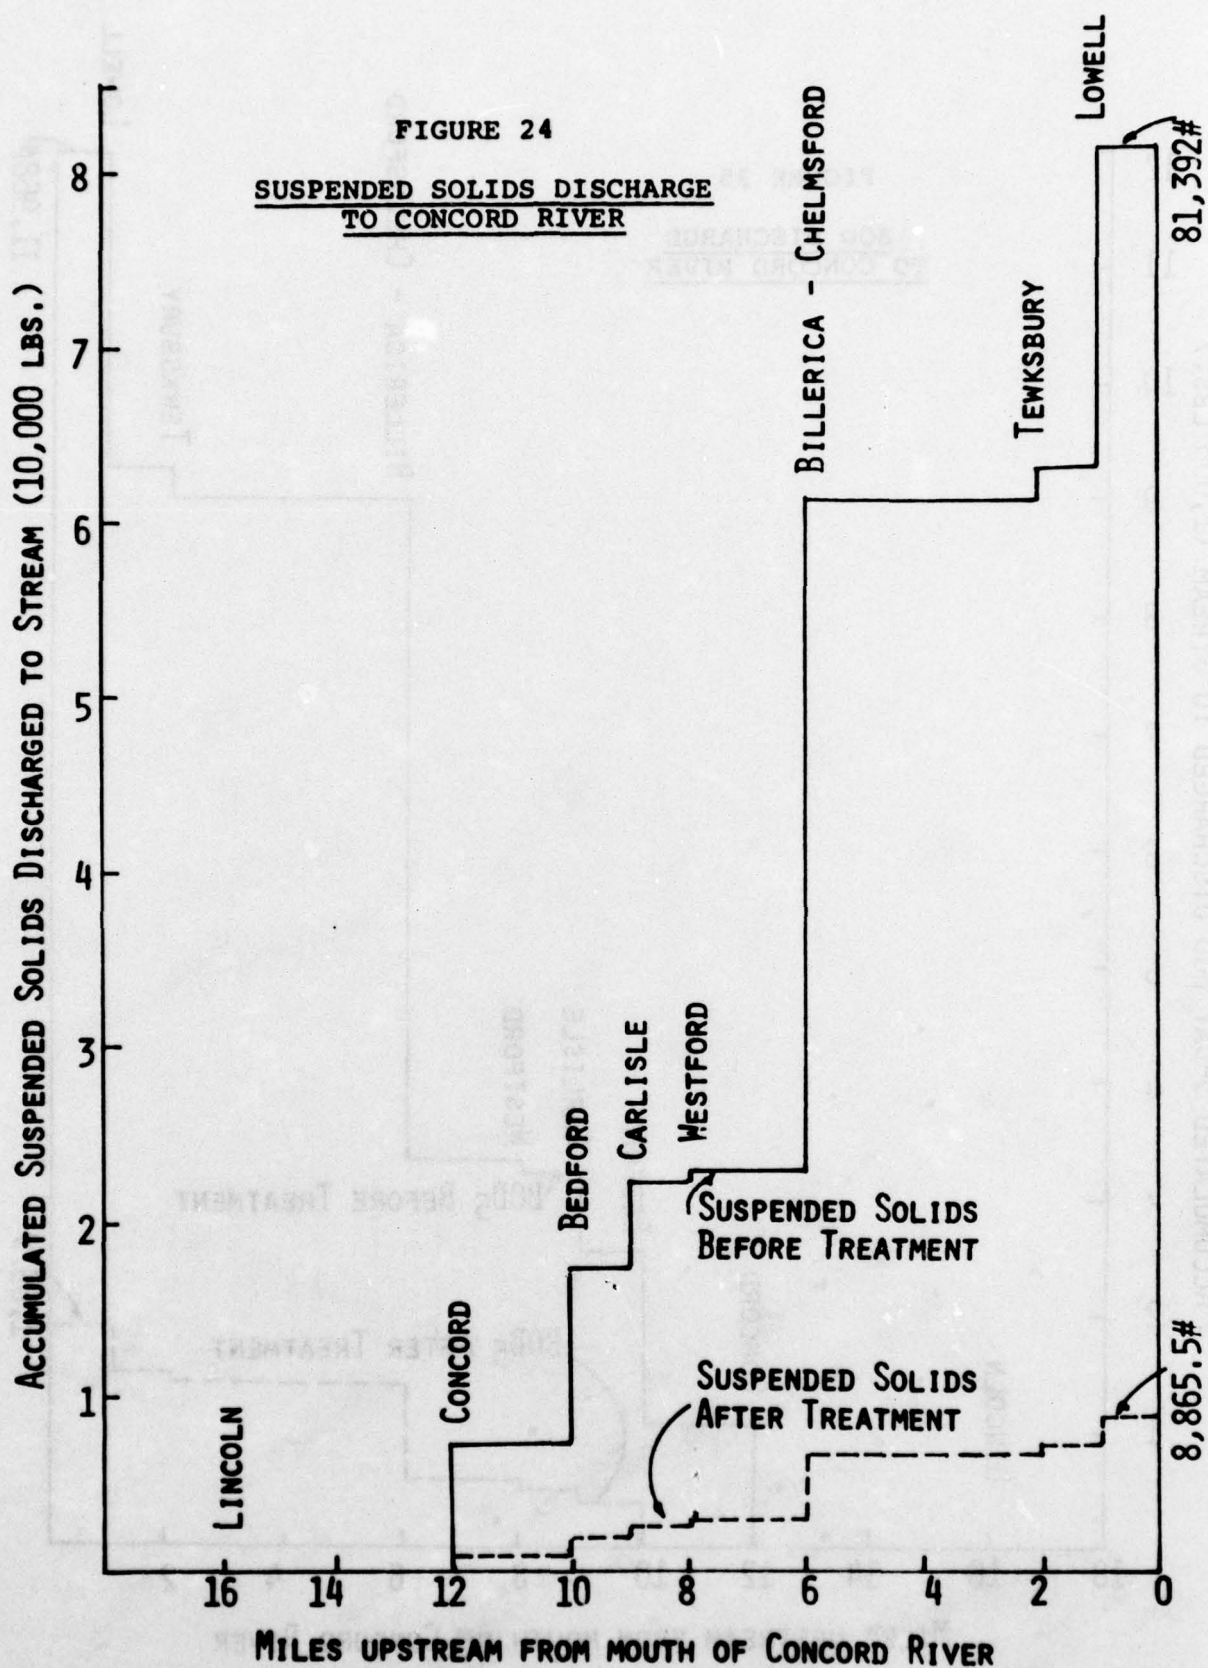 FIGURE 24
SUSPENDED SOLIDS DISCHARGE
TO CONCORD RIVER
ACCUMULATED SUSPENDED SOLIDS DISCHARGED TO STREAM (10,000 LBS.)
8
7
6
5
4
3
2
1
LINCOLN
CONCORD
BEDFORD
CARLISLE
WESTFORD
BILLERICA - CHELMSFORD
TEWKSBURY
LOWELL
81,392#
SUSPENDED SOLIDS
BEFORE TREATMENT
SUSPENDED SOLIDS
AFTER TREATMENT
8,865.5#
16 14 12 10 8 6 4 2 0
MILES UPSTREAM FROM MOUTH OF CONCORD RIVER